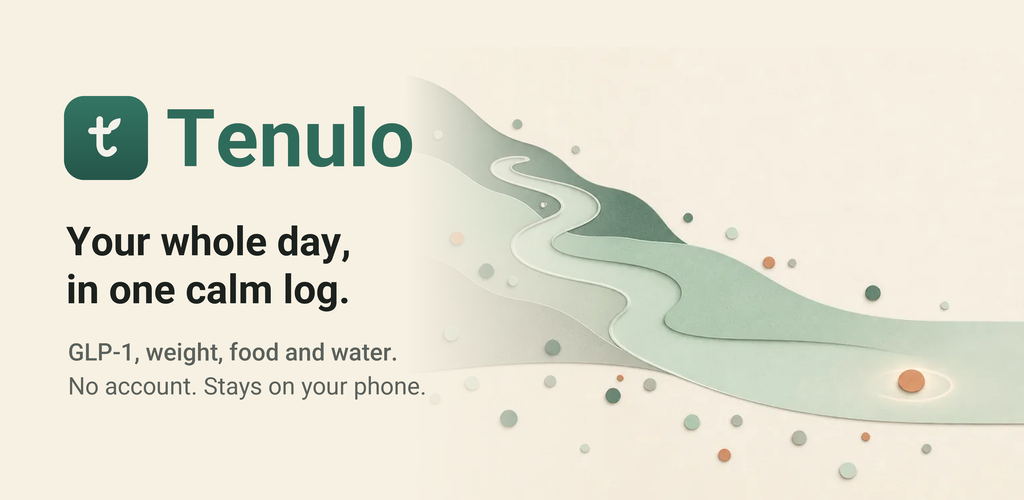 t
Tenulo
Your whole day,
in one calm log.
GLP-1, weight, food and water.
No account. Stays on your phone.